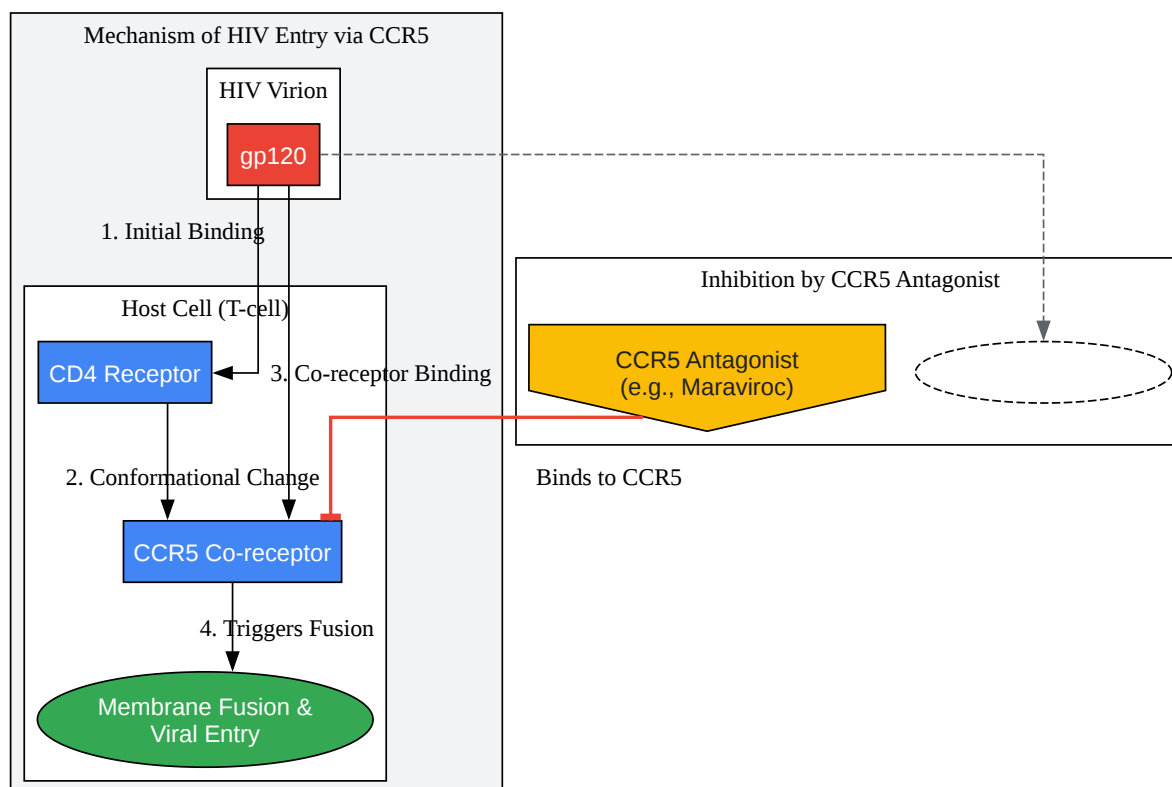 Mechanism of HIV Entry via CCR5
HIV Virion
gp120
1. Initial Binding
Host Cell (T-cell)
CD4 Receptor
3. Co-receptor Binding
2. Conformational Change
CCR5 Co-receptor
4. Triggers Fusion
Membrane Fusion &
Viral Entry
Inhibition by CCR5 Antagonist
CCR5 Antagonist
(e.g., Maraviroc)
Binds to CCR5